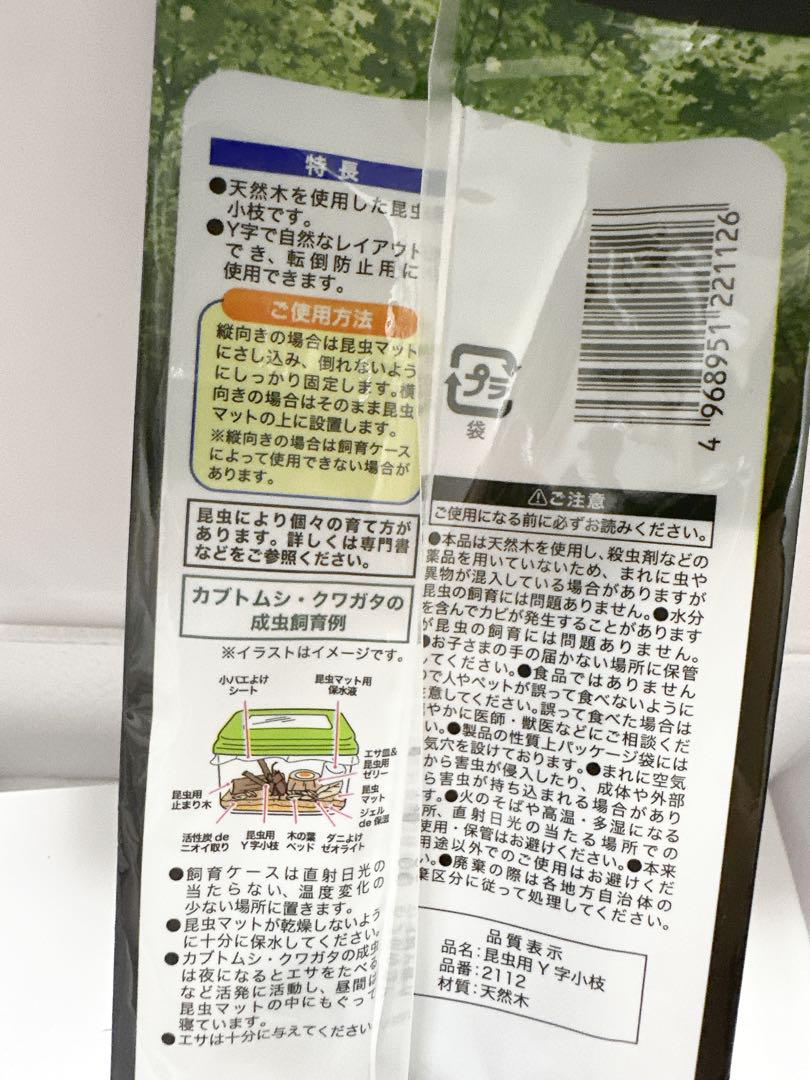 特長
●天然木を使用した昆虫
小枝です。
●Y字で自然なレイアウト
でき、転倒防止用に
使用できます。
ご使用方法
縦向きの場合は昆虫マット
にさし込み、倒れないよう
にしっかり固定します。横
向きの場合はそのまま昆虫
マットの上に設置します。
※縦向きの場合は飼育ケース
によって使用できない場合が
あります。
昆虫により個々の育て方が
あります。詳しくは専門書
などをご参照ください。
カブトムシ・クワガタの
成虫飼育例
※イラストはイメージです。
小バエよけ
シート
昆虫マット用
保水液
エサ皿&
昆虫用
ゼリー
昆虫
マット
ジェル
de 保湿
昆虫用
止まり木
活性炭 de
ニオイ取り
昆虫用
Y字小枝
木の葉
ベッド
ダニよけ
ゼオライト
●飼育ケースは直射日光の
当たらない、温度変化の
少ない場所に置きます。
●昆虫マットが乾燥しないよう
に十分に保水してください。
●カブトムシ・クワガタの成虫
は夜になるとエサをたべる
など活発に活動し、昼間は
昆虫マットの中にもぐって
寝ています。
●エサは十分に与えてください
プラ
袋
4 968951 221126
⚠ご注意
ご使用になる前に必ずお読みください。
●本品は天然木を使用し、殺虫剤などの
薬品を用いていないため、まれに虫や
異物が混入している場合がありますが
昆虫の飼育には問題ありません。●水分
を含んでカビが発生することがあります
が昆虫の飼育には問題ありません。
●お子さまの手の届かない場所に保管
してください。●食品ではありません
ので人やペットが誤って食べないように
注意してください。誤って食べた場合は
やかに医師・獣医などにご相談くだ
い。●製品の性質上パッケージ袋には
気穴を設けております。●まれに空気
から害虫が侵入したり、成体や外部
ら害虫が持ち込まれる場合があり
す。●火のそばや高温・多湿になる
所、直射日光の当たる場所での
使用・保管はお避けください。●本来
用途以外でのご使用はお避けくだ
い。●廃棄の際は各地方自治体の
棄区分に従って処理してください。
品質表示
品名:昆虫用Y字小枝
品番:2112
材質:天然木